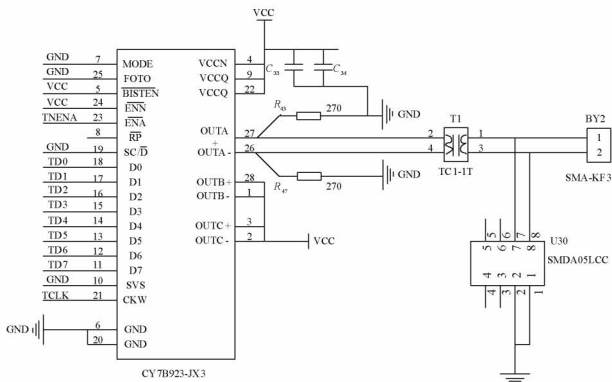 VCC
GND 7 MODE VCCN 4 C33 C34
GND 25 FOTO VCCQ 9
VCC 5 BISTEN VCCQ 22
VCC 24 ENN R43 270 GND
TNENA 23 ENA
8 RP OUTA 27 2 T1 1 BY2
GND 19 SC/D + 1
TD0 18 D0 OUTA - 26 4 3 2
TC1-1T SMA-KF3
TD1 17 D1 GND
TD2 16 D2 OUTB+ 28 R47 270
TD3 15 D3 OUTB- 1
TD4 14 D4 OUTC+ 3
TD5 13 D5 OUTC- 2 VCC
5 6 7 8 U30
5 6 7 8 SMDA05LCC
TD6 12 D6
TD7 11 D7
4 3 2 1
4 3 2 1
GND 10 SVS
TCLK 21 CKW
GND 6 GND
20 GND
CY7B923-JX3